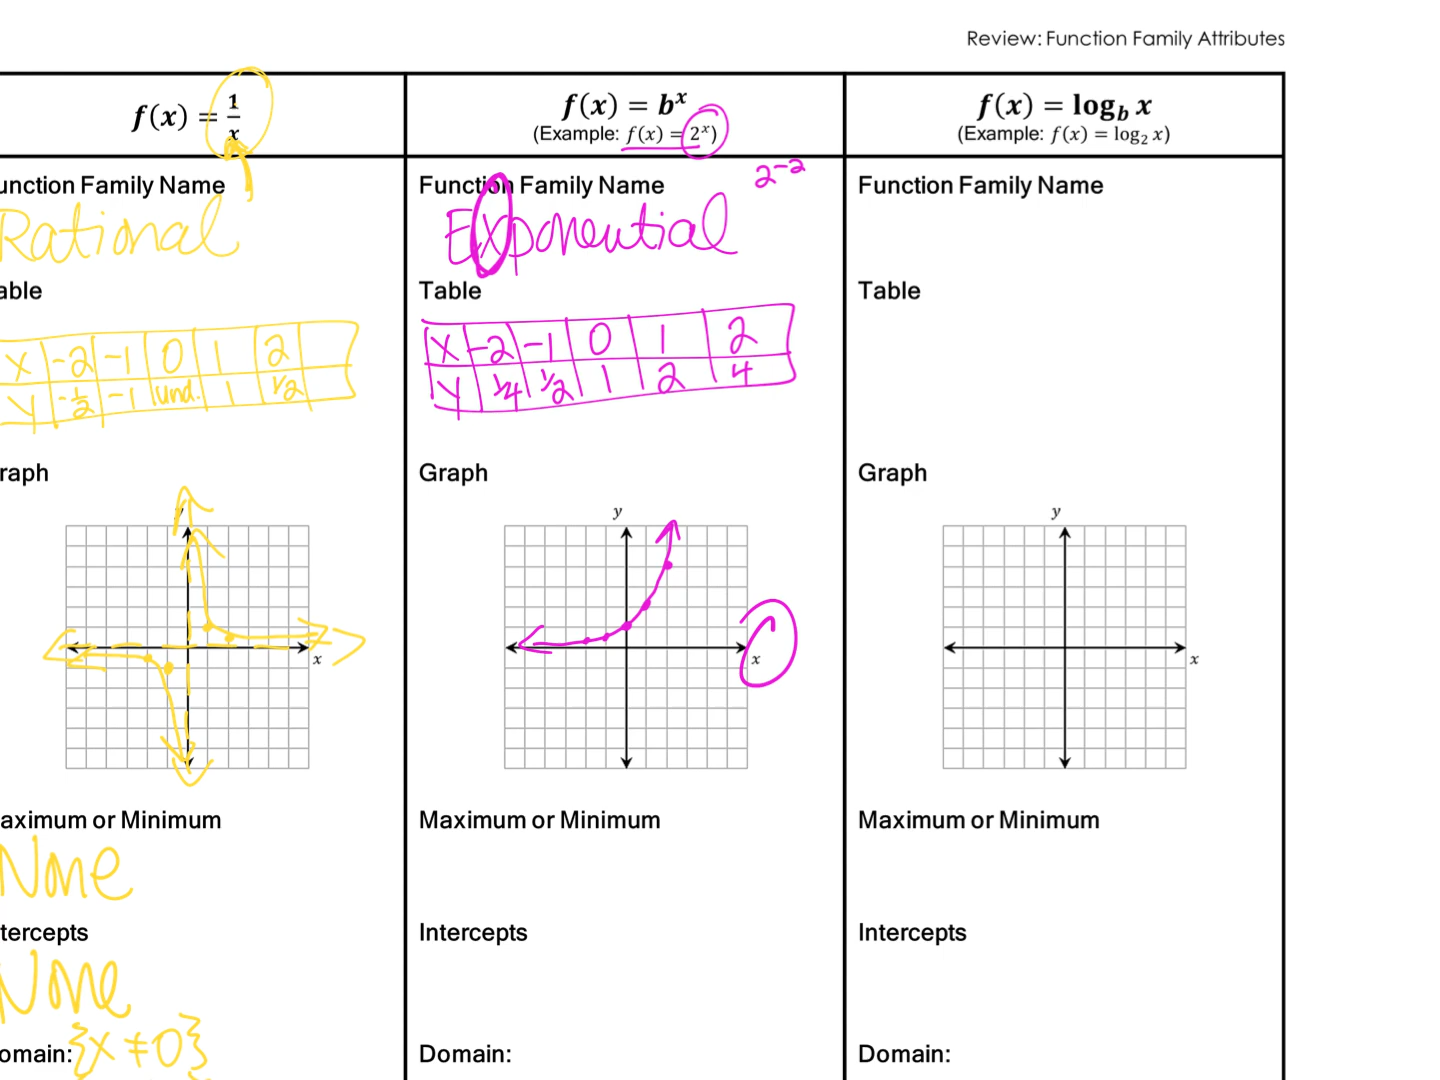 Review: Function Family Attributes
f(x) = 1/x
unction Family Name
Rational
able
x -2 -1 0 1 2
y -1/2 -1 und. 1 1/2
raph
y
x
aximum or Minimum
None
tercepts
None
omain: {x ≠ 0}
f(x) = bˣ
(Example: f(x) = 2ˣ)
2⁻²
Function Family Name
Exponential
Table
x -2 -1 0 1 2
y 1/4 1/2 1 2 4
Graph
y
x
Maximum or Minimum
Intercepts
Domain:
f(x) = log_b x
(Example: f(x) = log₂ x)
Function Family Name
Table
Graph
y
x
Maximum or Minimum
Intercepts
Domain: